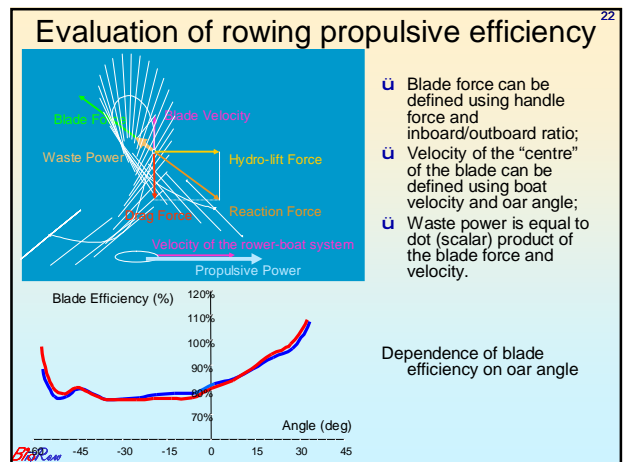 22
Evaluation of rowing propulsive efficiency
Blade Force
Blade Velocity
Waste Power
Hydro-lift Force
Drag Force
Reaction Force
Velocity of the rower-boat system
Propulsive Power
ü Blade force can be
defined using handle
force and
inboard/outboard ratio;
ü Velocity of the “centre”
of the blade can be
defined using boat
velocity and oar angle;
ü Waste power is equal to
dot (scalar) product of
the blade force and
velocity.
Blade Efficiency (%)
120%
110%
100%
90%
80%
70%
Angle (deg)
-60 -45 -30 -15 0 15 30 45
Dependence of blade
efficiency on oar angle
BioRow